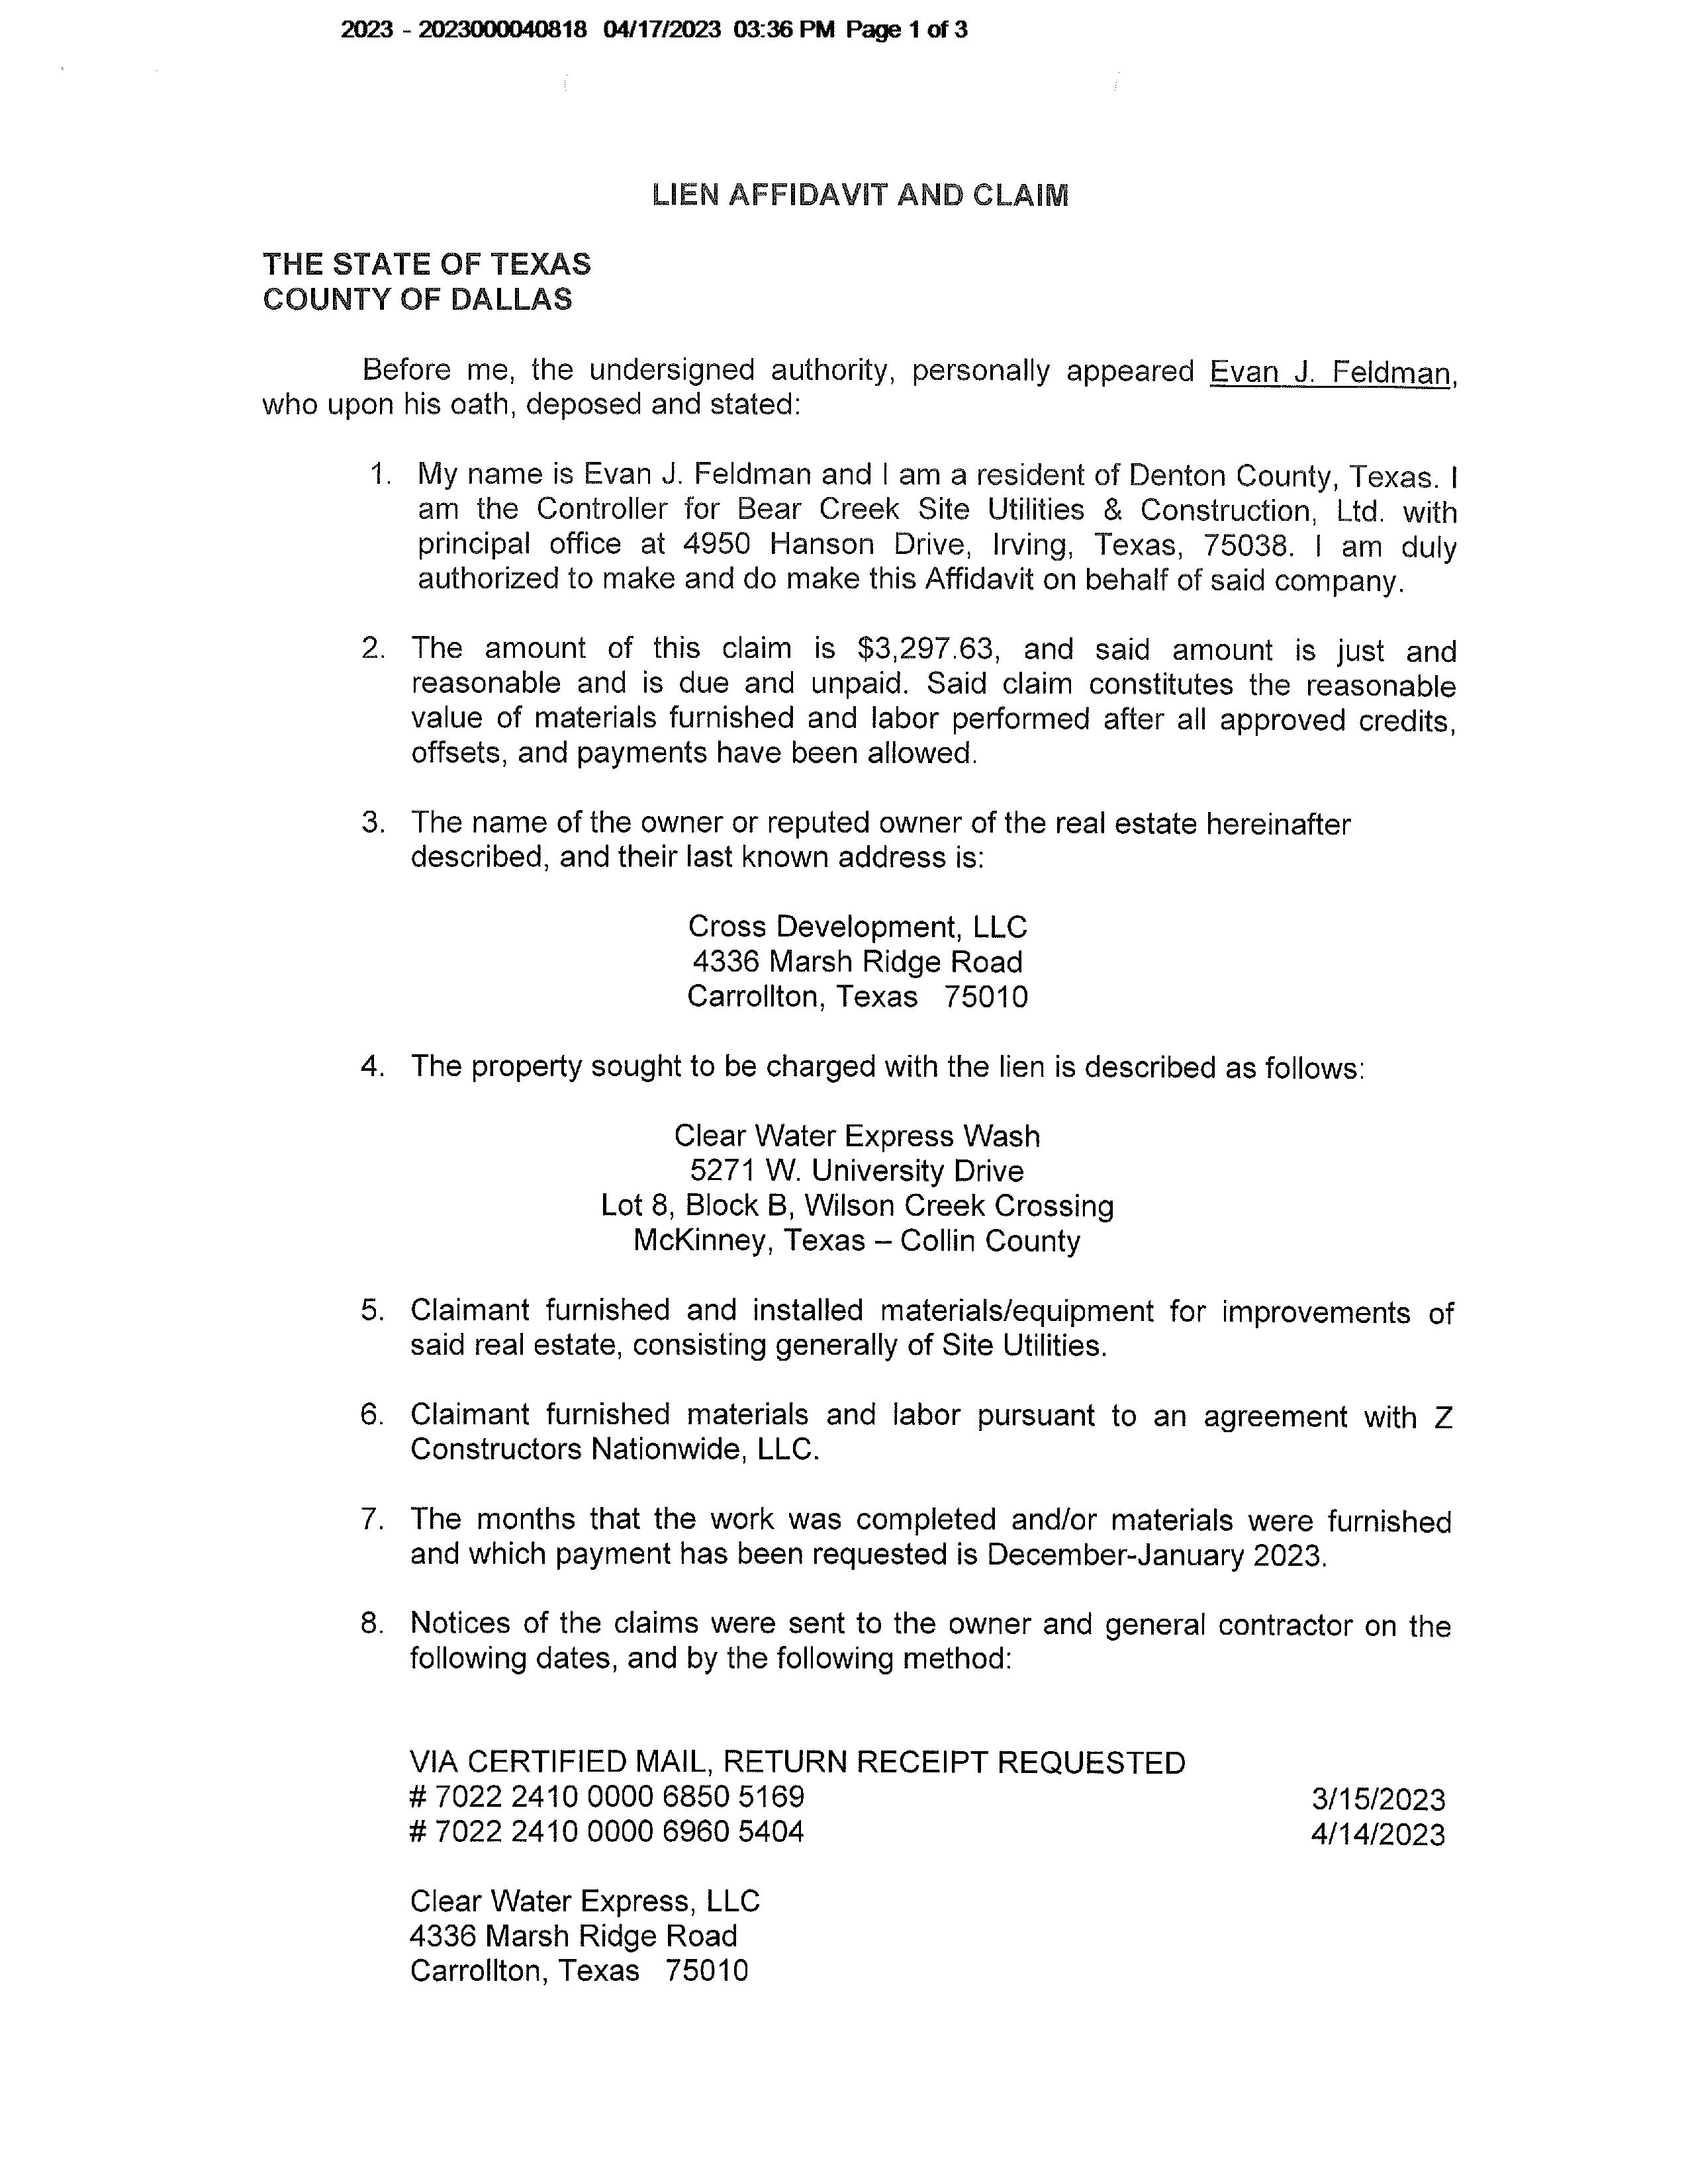 2023 - 2023000040818 04/17/2023 03:36 PM Page 1 of 3
LIEN AFFIDAVIT AND CLAIM
THE STATE OF TEXAS
COUNTY OF DALLAS
Before me, the undersigned authority, personally appeared Evan J. Feldman,
who upon his oath, deposed and stated:
1. My name is Evan J. Feldman and I am a resident of Denton County, Texas. I
am the Controller for Bear Creek Site Utilities & Construction, Ltd. with
principal office at 4950 Hanson Drive, Irving, Texas, 75038. I am duly
authorized to make and do make this Affidavit on behalf of said company.
2. The amount of this claim is $3,297.63, and said amount is just and
reasonable and is due and unpaid. Said claim constitutes the reasonable
value of materials furnished and labor performed after all approved credits,
offsets, and payments have been allowed.
3. The name of the owner or reputed owner of the real estate hereinafter
described, and their last known address is:
Cross Development, LLC
4336 Marsh Ridge Road
Carrollton, Texas 75010
4. The property sought to be charged with the lien is described as follows:
Clear Water Express Wash
5271 W. University Drive
Lot 8, Block B, Wilson Creek Crossing
McKinney, Texas – Collin County
5. Claimant furnished and installed materials/equipment for improvements of
said real estate, consisting generally of Site Utilities.
6. Claimant furnished materials and labor pursuant to an agreement with Z
Constructors Nationwide, LLC.
7. The months that the work was completed and/or materials were furnished
and which payment has been requested is December-January 2023.
8. Notices of the claims were sent to the owner and general contractor on the
following dates, and by the following method:
VIA CERTIFIED MAIL, RETURN RECEIPT REQUESTED
# 7022 2410 0000 6850 5169 3/15/2023
# 7022 2410 0000 6960 5404 4/14/2023
Clear Water Express, LLC
4336 Marsh Ridge Road
Carrollton, Texas 75010